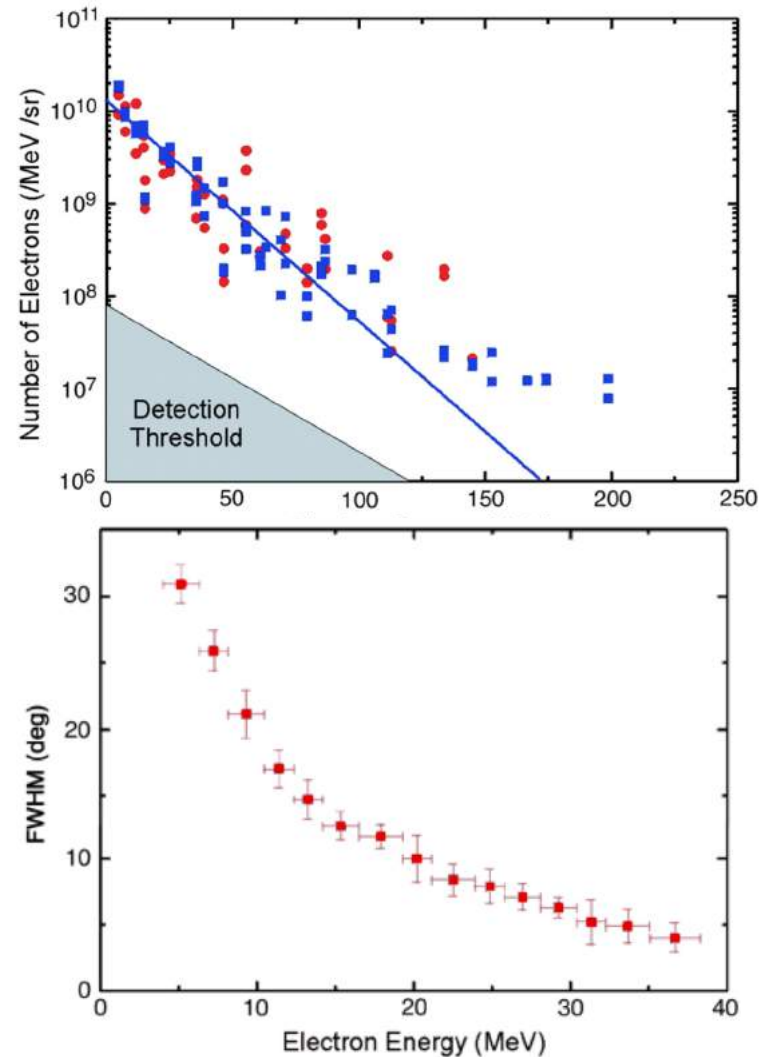 10¹¹
10¹⁰
10⁹
10⁸
10⁷
10⁶
Number of Electrons (/MeV /sr)
Detection
Threshold
0 50 100 150 200 250
30
20
10
0
FWHM (deg)
0 10 20 30 40
Electron Energy (MeV)